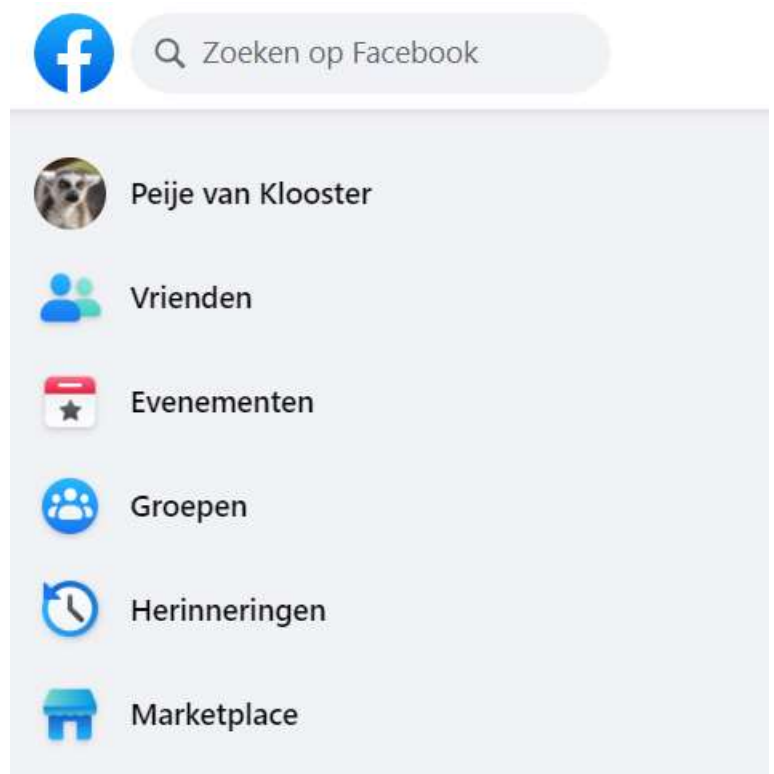 Zoeken op Facebook
Peije van Klooster
Vrienden
Evenementen
Groepen
Herinneringen
Marketplace